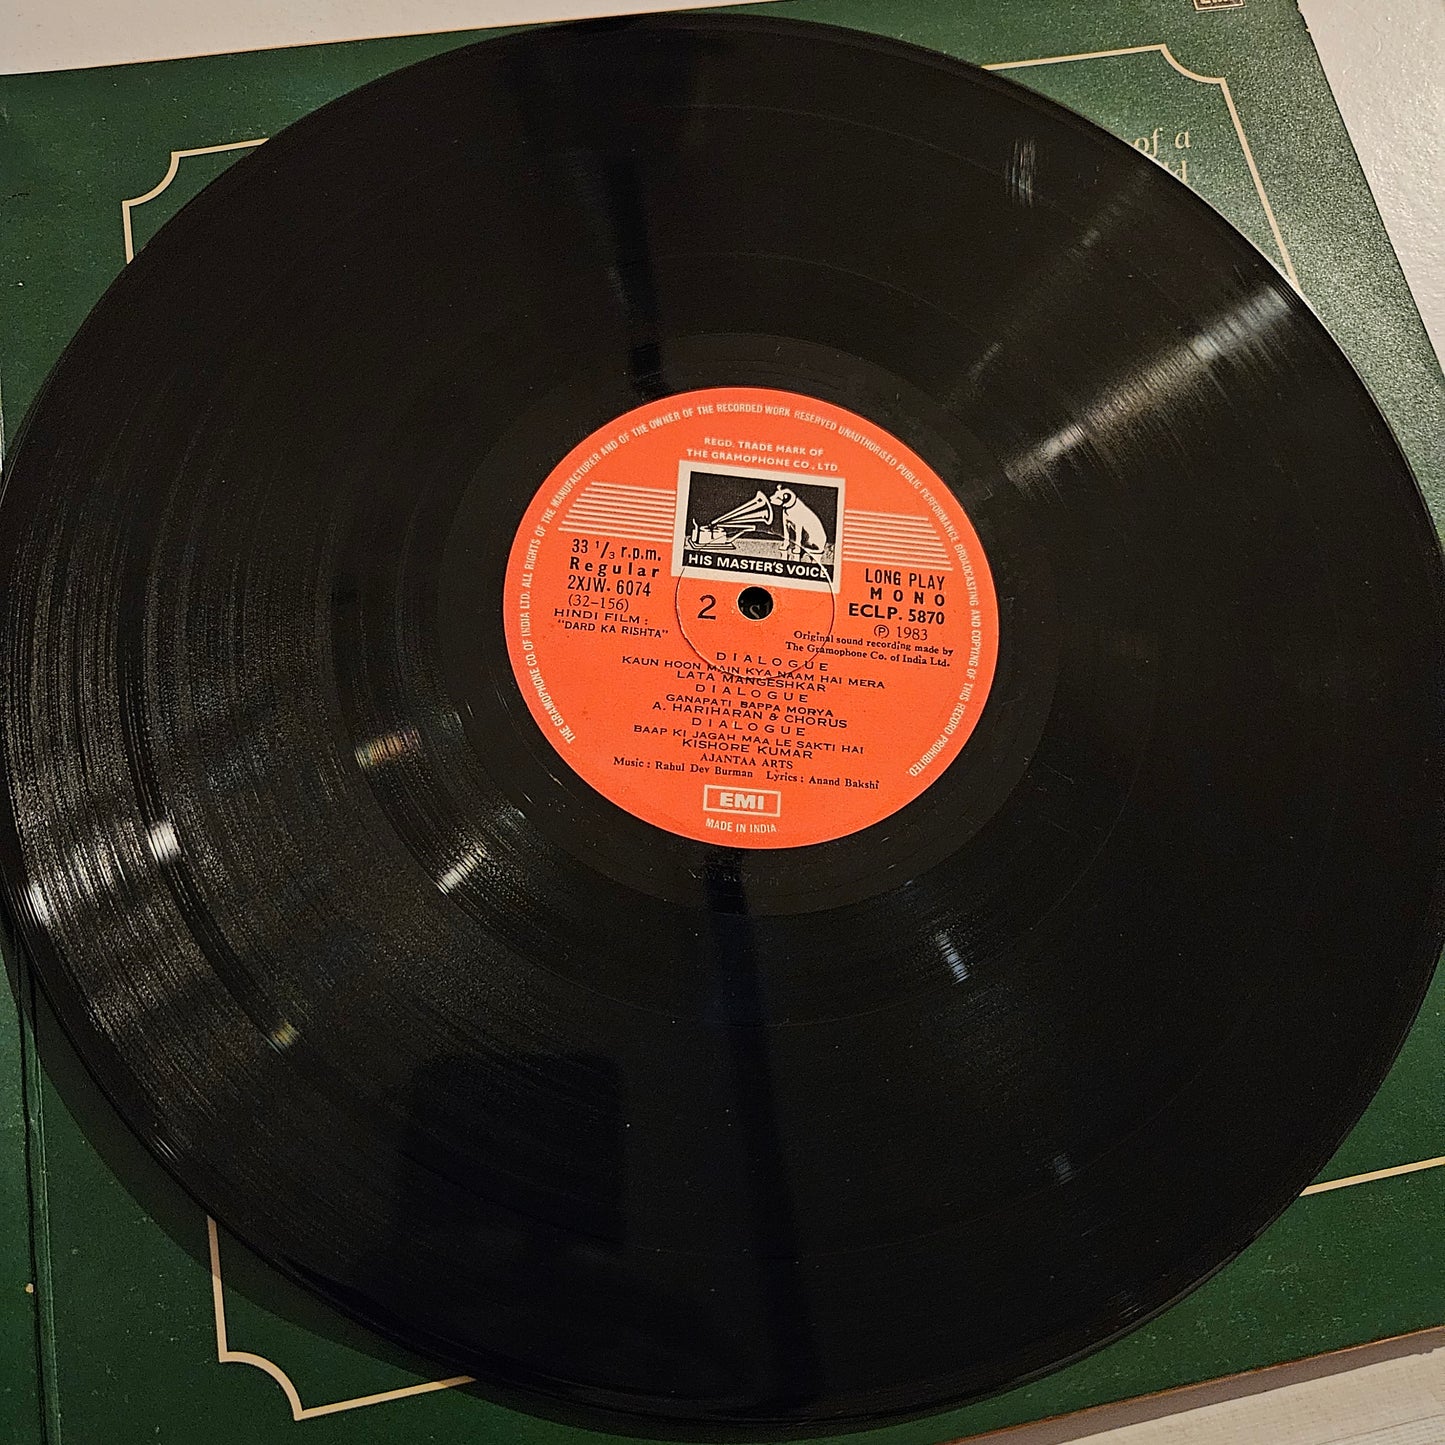 of a
THE GRAMOPHONE CO. OF INDIA LTD. ALL RIGHTS OF THE MANUFACTURER AND OF THE OWNER OF THE RECORDED WORK RESERVED UNAUTHORISED PUBLIC PERFORMANCE BROADCASTING AND COPYING OF THIS RECORD PROHIBITED.
REGD. TRADE MARK OF
THE GRAMOPHONE CO., LTD.
HIS MASTER'S VOICE
33 1/3 r.p.m.
Regular
2XJW. 6074
(32-156)
HINDI FILM :
"DARD KA RISHTA"
2
LONG PLAY
MONO
ECLP. 5870
℗ 1983
Original sound recording made by
The Gramophone Co. of India Ltd.
DIALOGUE
KAUN HOON MAIN KYA NAAM HAI MERA
LATA MANGESHKAR
DIALOGUE
GANAPATI BAPPA MORYA
A. HARIHARAN & CHORUS
DIALOGUE
BAAP KI JAGAH MAA LE SAKTI HAI
KISHORE KUMAR
AJANTAA ARTS
Music : Rahul Dev Burman Lyrics : Anand Bakshi
EMI
MADE IN INDIA